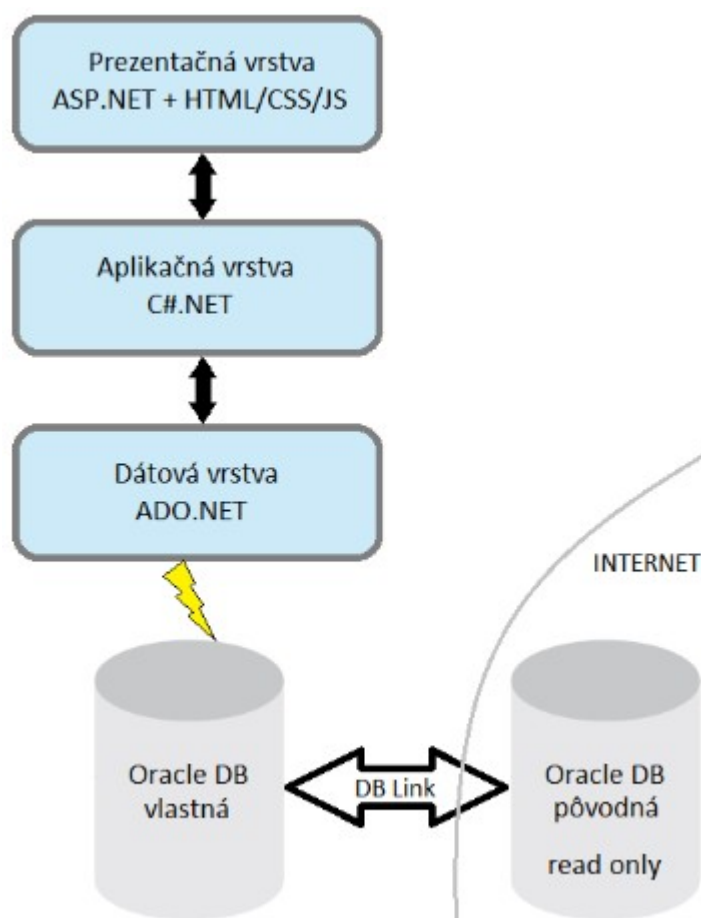 Prezentačná vrstva
ASP.NET + HTML/CSS/JS
Aplikačná vrstva
C#.NET
Dátová vrstva
ADO.NET
INTERNET
Oracle DB
vlastná
DB Link
Oracle DB
pôvodná
read only